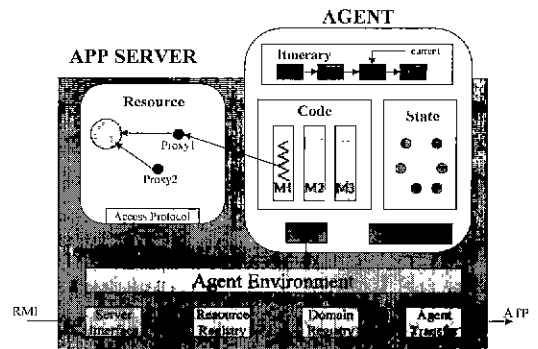 AGENT
APP SERVER
Itinerary
current
Resource
Code
State
Proxy1
Proxy2
M1 M2 M3
Access Protocol
Agent Environment
RMI
Server Interface
Resource Registry
Domain Registry
Agent Transfer
ATP